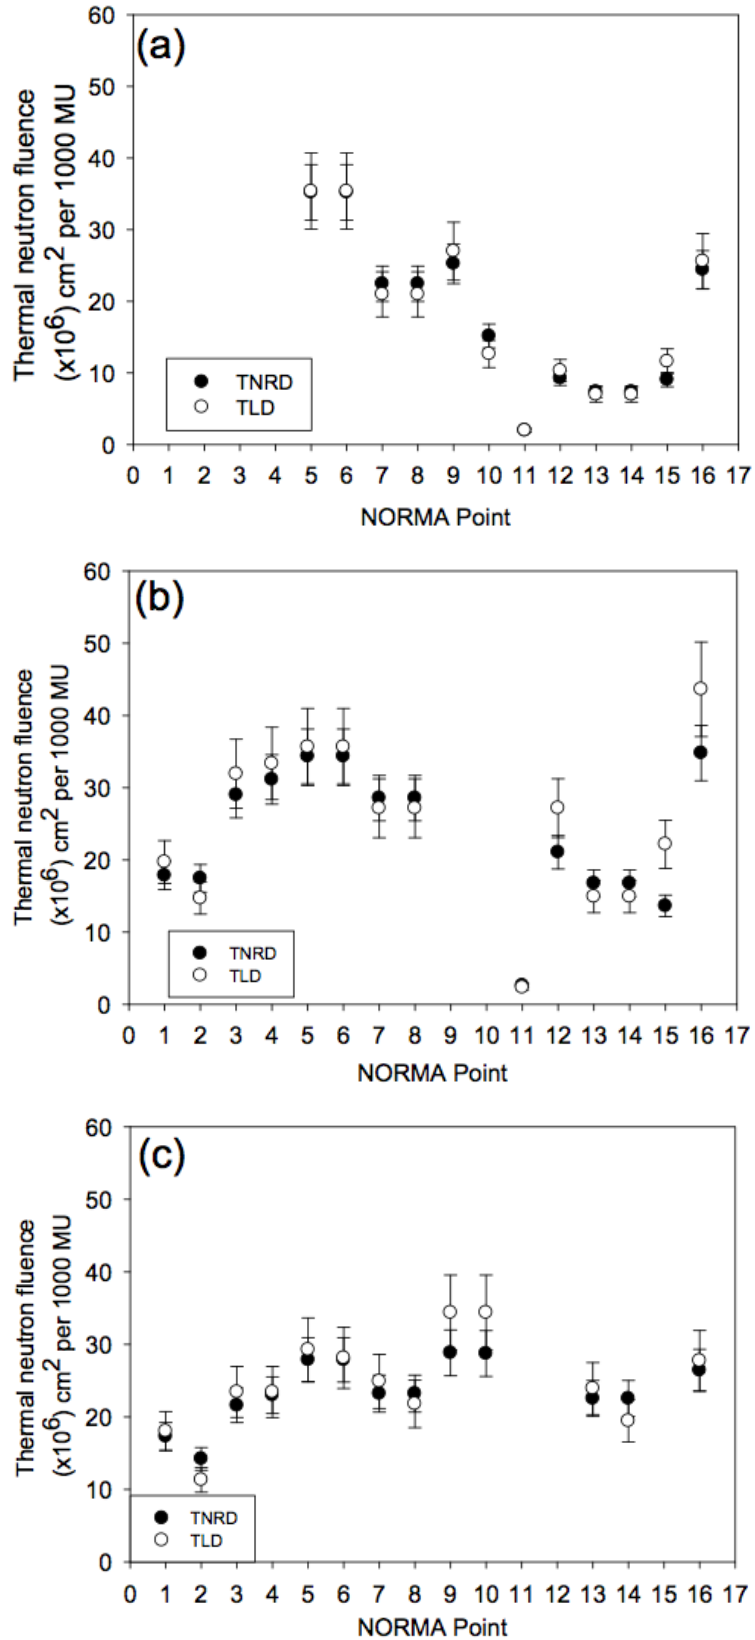 (a)
Thermal neutron fluence
(x10⁶) cm² per 1000 MU
60
50
40
30
20
10
0
TNRD
TLD
0 1 2 3 4 5 6 7 8 9 10 11 12 13 14 15 16 17
NORMA Point
(b)
Thermal neutron fluence
(x10⁶) cm² per 1000 MU
60
50
40
30
20
10
0
TNRD
TLD
0 1 2 3 4 5 6 7 8 9 10 11 12 13 14 15 16 17
NORMA Point
(c)
Thermal neutron fluence
(x10⁶) cm² per 1000 MU
60
50
40
30
20
10
0
TNRD
TLD
0 1 2 3 4 5 6 7 8 9 10 11 12 13 14 15 16 17
NORMA Point